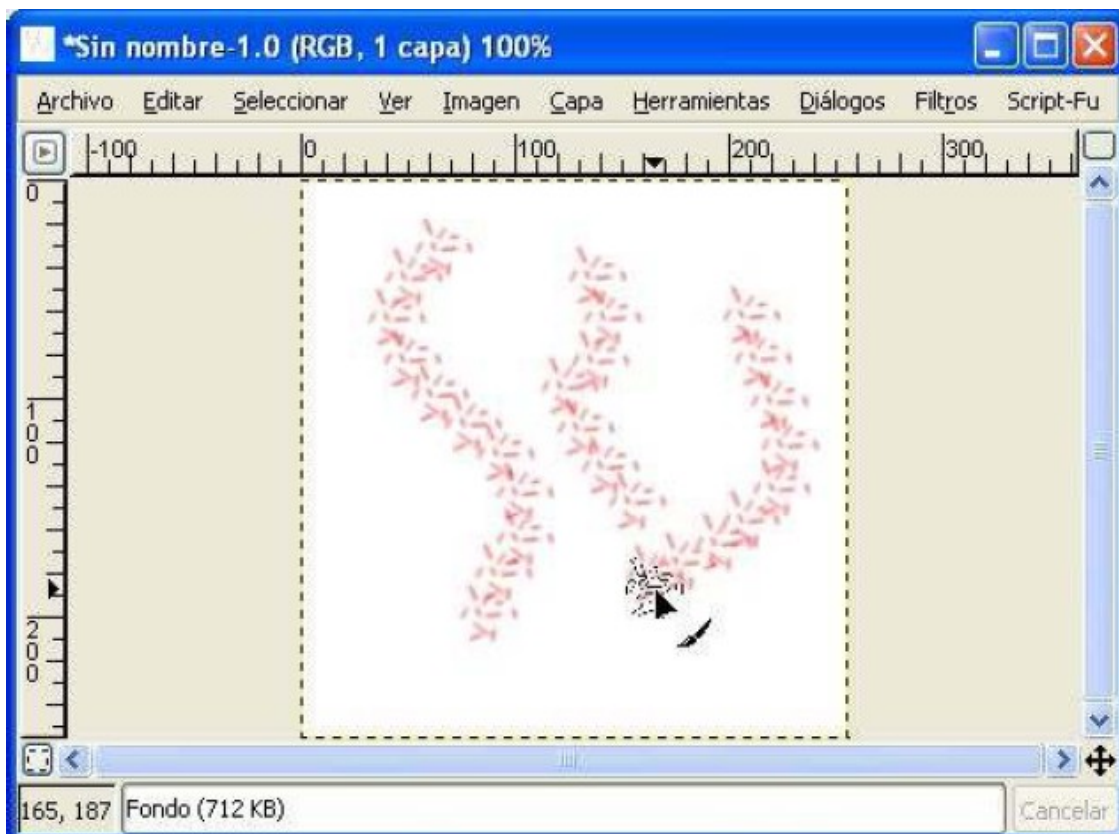 *Sin nombre-1.0 (RGB, 1 capa) 100%
Archivo Editar Seleccionar Ver Imagen Capa Herramientas Diálogos Filtros Script-Fu
-100 0 100 200 300
0
100
200
165, 187 Fondo (712 KB) Cancelar